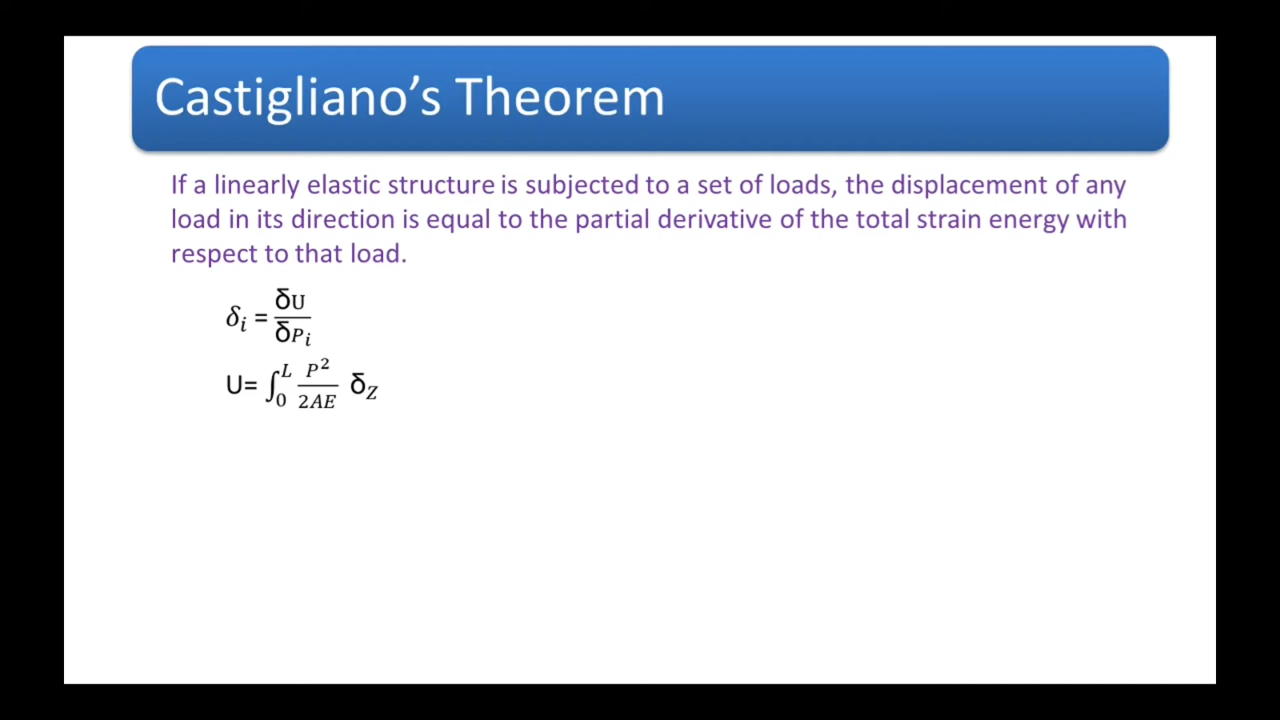 Castigliano’s Theorem
If a linearly elastic structure is subjected to a set of loads, the displacement of any
load in its direction is equal to the partial derivative of the total strain energy with
respect to that load.
δᵢ = δU/δPᵢ
U= ∫₀ᴸ P²/2AE δ_Z